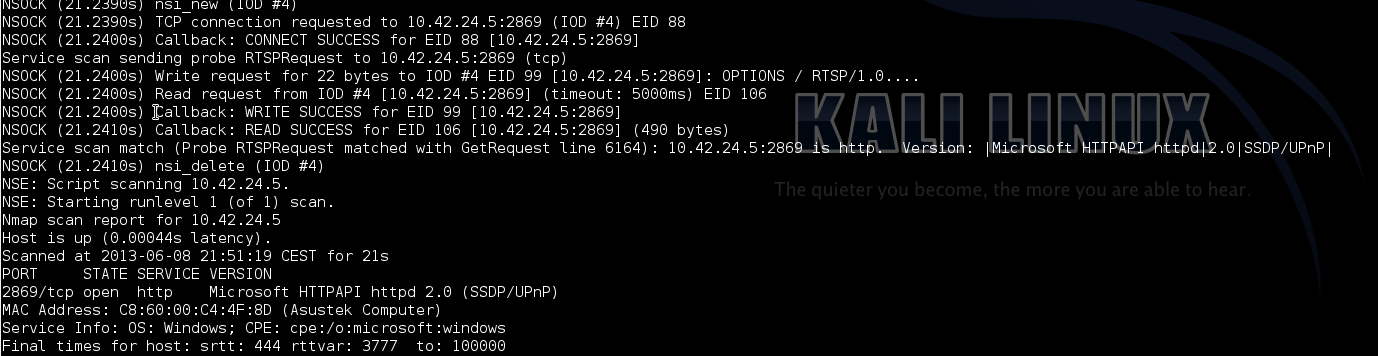 NSOCK (21.2390s) nsi_new (IOD #4)
NSOCK (21.2390s) TCP connection requested to 10.42.24.5:2869 (IOD #4) EID 88
NSOCK (21.2400s) Callback: CONNECT SUCCESS for EID 88 [10.42.24.5:2869]
Service scan sending probe RTSPRequest to 10.42.24.5:2869 (tcp)
NSOCK (21.2400s) Write request for 22 bytes to IOD #4 EID 99 [10.42.24.5:2869]: OPTIONS / RTSP/1.0....
NSOCK (21.2400s) Read request from IOD #4 [10.42.24.5:2869] (timeout: 5000ms) EID 106
NSOCK (21.2400s) Callback: WRITE SUCCESS for EID 99 [10.42.24.5:2869]
NSOCK (21.2410s) Callback: READ SUCCESS for EID 106 [10.42.24.5:2869] (490 bytes)
Service scan match (Probe RTSPRequest matched with GetRequest line 6164): 10.42.24.5:2869 is http.  Version: |Microsoft HTTPAPI httpd|2.0|SSDP/UPnP|
NSOCK (21.2410s) nsi_delete (IOD #4)
NSE: Script scanning 10.42.24.5.
NSE: Starting runlevel 1 (of 1) scan.
Nmap scan report for 10.42.24.5
Host is up (0.00044s latency).
Scanned at 2013-06-08 21:51:19 CEST for 21s
PORT     STATE SERVICE VERSION
2869/tcp open  http    Microsoft HTTPAPI httpd 2.0 (SSDP/UPnP)
MAC Address: C8:60:00:C4:4F:8D (Asustek Computer)
Service Info: OS: Windows; CPE: cpe:/o:microsoft:windows
Final times for host: srtt: 444 rttvar: 3777  to: 100000
KALI LINUX
The quieter you become, the more you are able to hear.